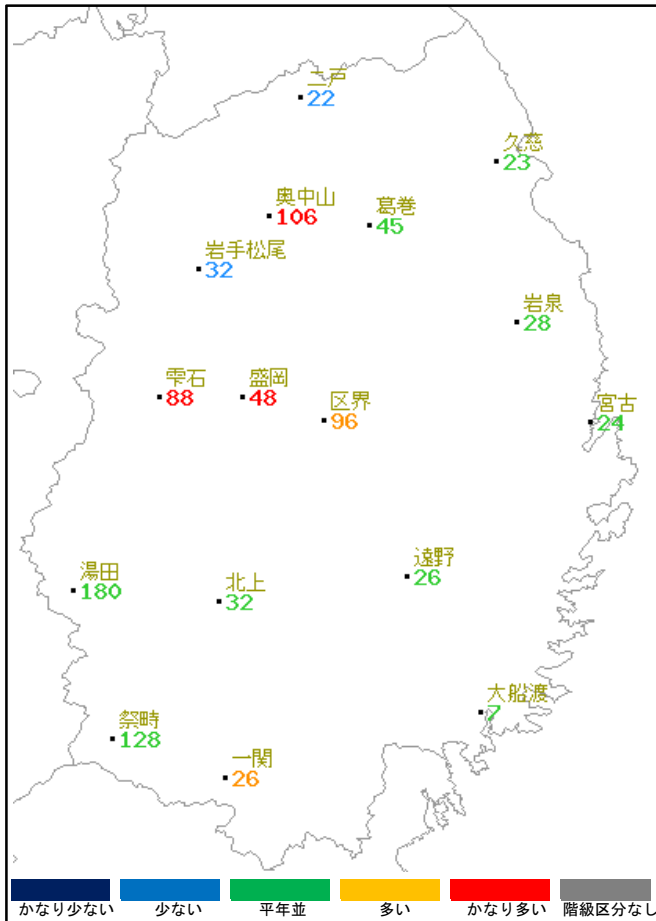 二戸
22
久慈
23
奥中山
106
葛巻
45
岩手松尾
32
岩泉
28
雫石
88
盛岡
48
区界
96
宮古
24
湯田
180
北上
32
遠野
26
大船渡
7
祭畤
128
一関
26
かなり少ない
少ない
平年並
多い
かなり多い
階級区分なし